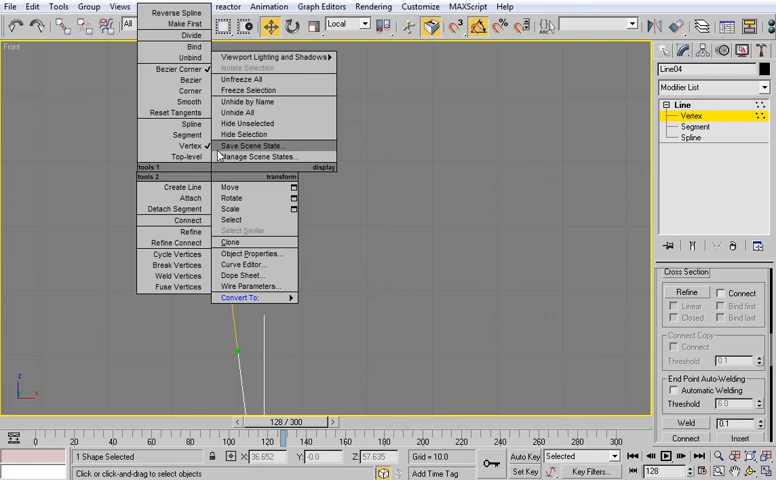 File
Edit
Tools
Group
Views
reactor
Animation
Graph Editors
Rendering
Customize
MAXScript
Help
All
Local
Front
Reverse Spline
Make First
Divide
Bind
Unbind
Bezier Corner
Bezier
Corner
Smooth
Reset Tangents
Spline
Segment
Vertex
Top-level
tools 1
Viewport Lighting and Shadows
Isolate Selection
Unfreeze All
Freeze Selection
Unhide by Name
Unhide All
Hide Unselected
Hide Selection
Save Scene State...
Manage Scene States...
display
tools 2
transform
Create Line
Attach
Detach Segment
Connect
Refine
Refine Connect
Cycle Vertices
Break Vertices
Weld Vertices
Fuse Vertices
Move
Rotate
Scale
Select
Select Similar
Clone
Object Properties...
Curve Editor...
Dope Sheet...
Wire Parameters...
Convert To:
Line04
Modifier List
Line
Vertex
Segment
Spline
Cross Section
Refine
Connect
Linear
Bind first
Closed
Bind last
Connect Copy
Connect
Threshold
0.1
End Point Auto-Welding
Automatic Welding
Threshold
6.0
Weld
0.1
Connect
Insert
z
x
128 / 300
0 20 40 60 80 100 120 140 160 180 200 220 240 260 280 300
1 Shape Selected
X: 36.652
Y: -0.0
Z: 57.635
Grid = 10.0
Click or click-and-drag to select objects
Add Time Tag
Auto Key
Selected
Set Key
Key Filters...
128